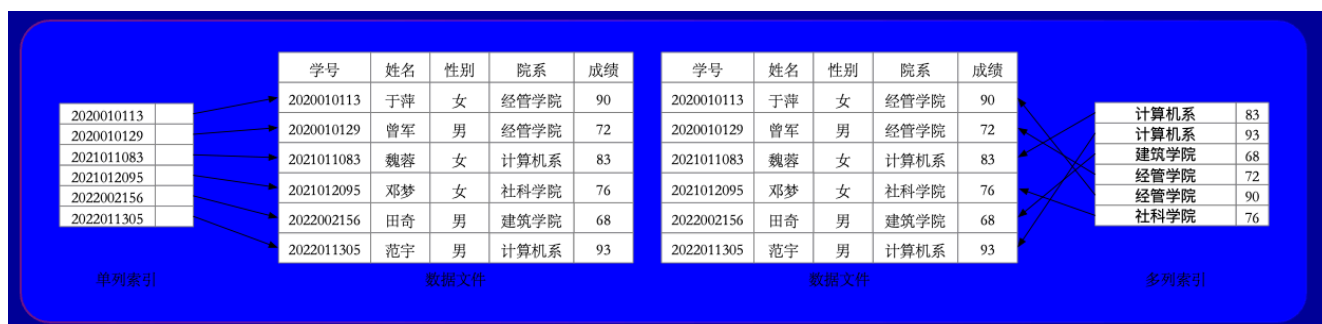 学号 姓名 性别 院系 成绩
2020010113 于萍 女 经管学院 90
2020010129 曾军 男 经管学院 72
2021011083 魏蓉 女 计算机系 83
2021012095 邓梦 女 社科学院 76
2022002156 田奇 男 建筑学院 68
2022011305 范宇 男 计算机系 93
学号 姓名 性别 院系 成绩
2020010113 于萍 女 经管学院 90
2020010129 曾军 男 经管学院 72
2021011083 魏蓉 女 计算机系 83
2021012095 邓梦 女 社科学院 76
2022002156 田奇 男 建筑学院 68
2022011305 范宇 男 计算机系 93
2020010113
2020010129
2021011083
2021012095
2022002156
2022011305
计算机系 83
计算机系 93
建筑学院 68
经管学院 72
经管学院 90
社科学院 76
单列索引 数据文件 数据文件 多列索引